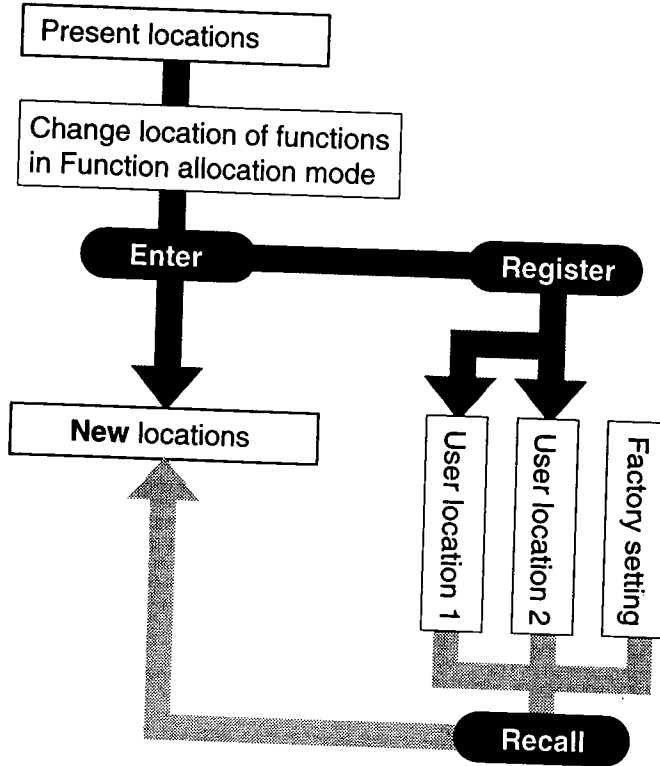 Present locations
Change location of functions
in Function allocation mode
Enter
Register
New locations
User location 1
User location 2
Factory setting
Recall